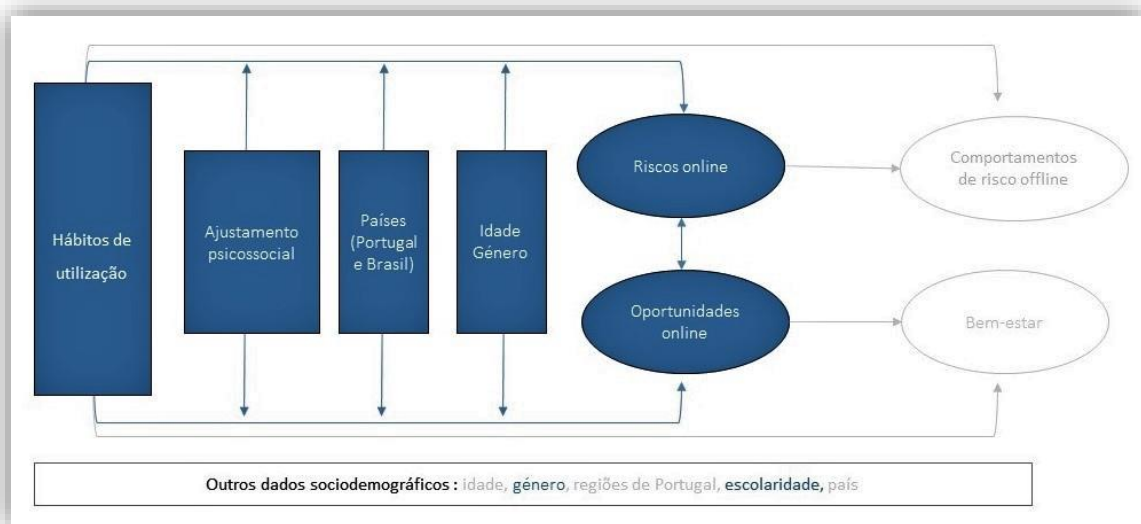 Hábitos de
utilização
Ajustamento
psicossocial
Países
(Portugal
e Brasil)
Idade
Género
Riscos online
Oportunidades
online
Comportamentos
de risco offline
Bem-estar
Outros dados sociodemográficos : idade, género, regiões de Portugal, escolaridade, país